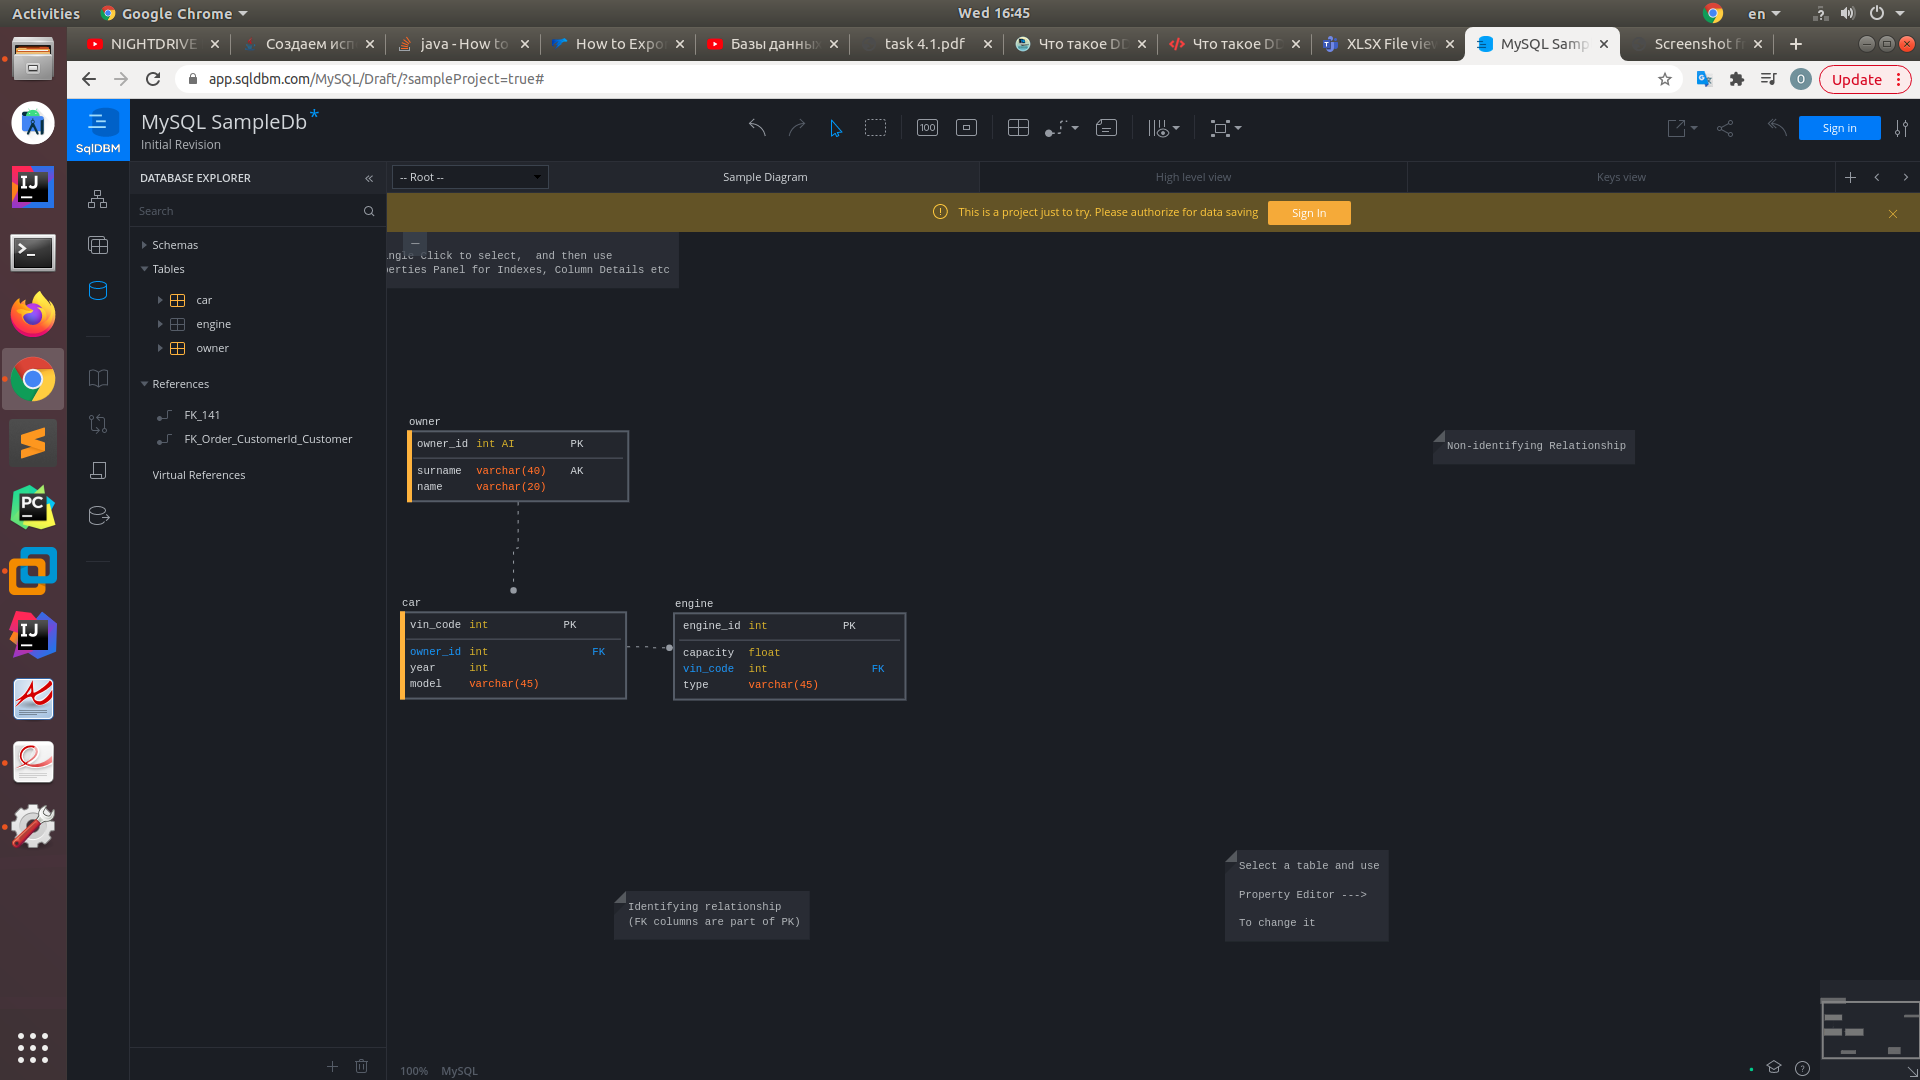 Activities
Google Chrome
Wed 16:45
en
NIGHTDRIVE
Создаем исп
java - How to
How to Expo
Базы данных
task 4.1.pdf
Что такое DD
Что такое DD
XLSX File view
MySQL Samp
Screenshot f
app.sqldbm.com/MySQL/Draft/?sampleProject=true#
O
Update
SqlDBM
MySQL SampleDb*
Initial Revision
100
Sign in
DATABASE EXPLORER
-- Root --
Sample Diagram
High level view
Keys view
Search
This is a project just to try. Please authorize for data saving
Sign In
Schemas
Tables
car
engine
owner
References
FK_141
FK_Order_CustomerId_Customer
Virtual References
ingle Click to select, and then use
perties Panel for Indexes, Column Details etc
owner
owner_id int AI PK
surname varchar(40) AK
name varchar(20)
Non-identifying Relationship
car
vin_code int PK
owner_id int FK
year int
model varchar(45)
engine
engine_id int PK
capacity float
vin_code int FK
type varchar(45)
Select a table and use
Property Editor --->
To change it
Identifying relationship
(FK columns are part of PK)
100% MySQL